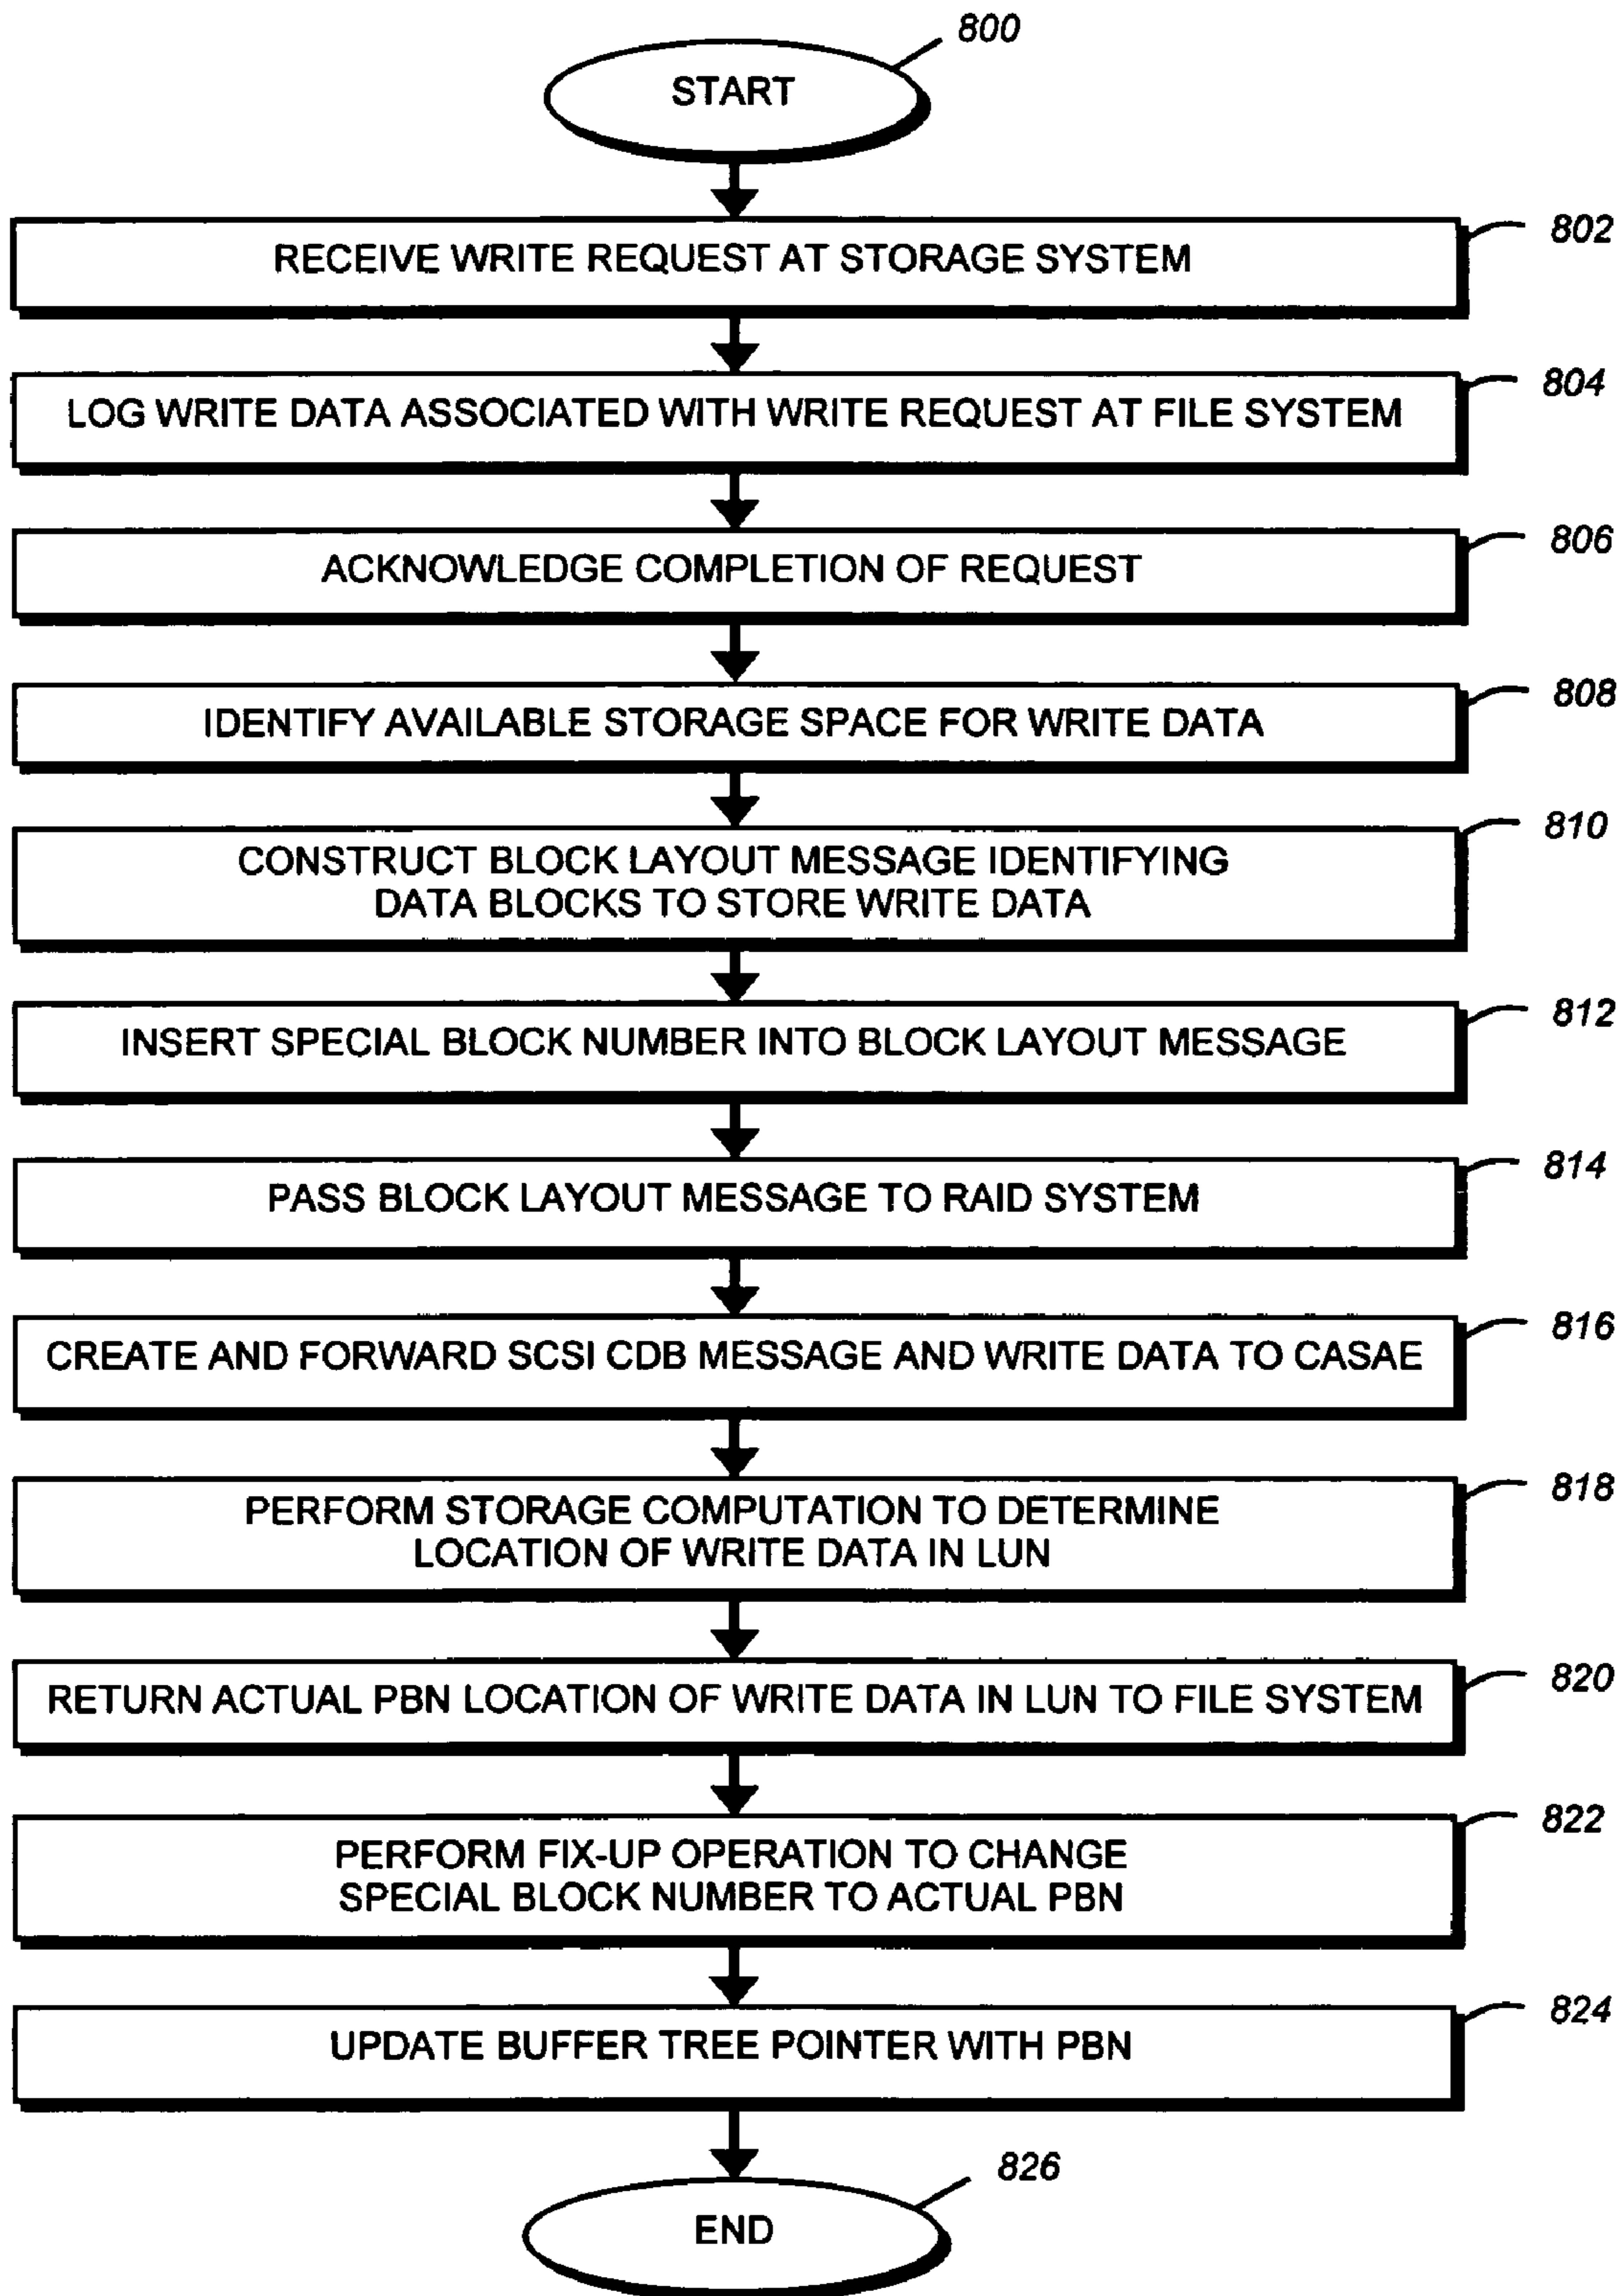 800
START
802
RECEIVE WRITE REQUEST AT STORAGE SYSTEM
804
LOG WRITE DATA ASSOCIATED WITH WRITE REQUEST AT FILE SYSTEM
806
ACKNOWLEDGE COMPLETION OF REQUEST
808
IDENTIFY AVAILABLE STORAGE SPACE FOR WRITE DATA
810
CONSTRUCT BLOCK LAYOUT MESSAGE IDENTIFYING
DATA BLOCKS TO STORE WRITE DATA
812
INSERT SPECIAL BLOCK NUMBER INTO BLOCK LAYOUT MESSAGE
814
PASS BLOCK LAYOUT MESSAGE TO RAID SYSTEM
816
CREATE AND FORWARD SCSI CDB MESSAGE AND WRITE DATA TO CASAE
818
PERFORM STORAGE COMPUTATION TO DETERMINE
LOCATION OF WRITE DATA IN LUN
820
RETURN ACTUAL PBN LOCATION OF WRITE DATA IN LUN TO FILE SYSTEM
822
PERFORM FIX-UP OPERATION TO CHANGE
SPECIAL BLOCK NUMBER TO ACTUAL PBN
824
UPDATE BUFFER TREE POINTER WITH PBN
826
END